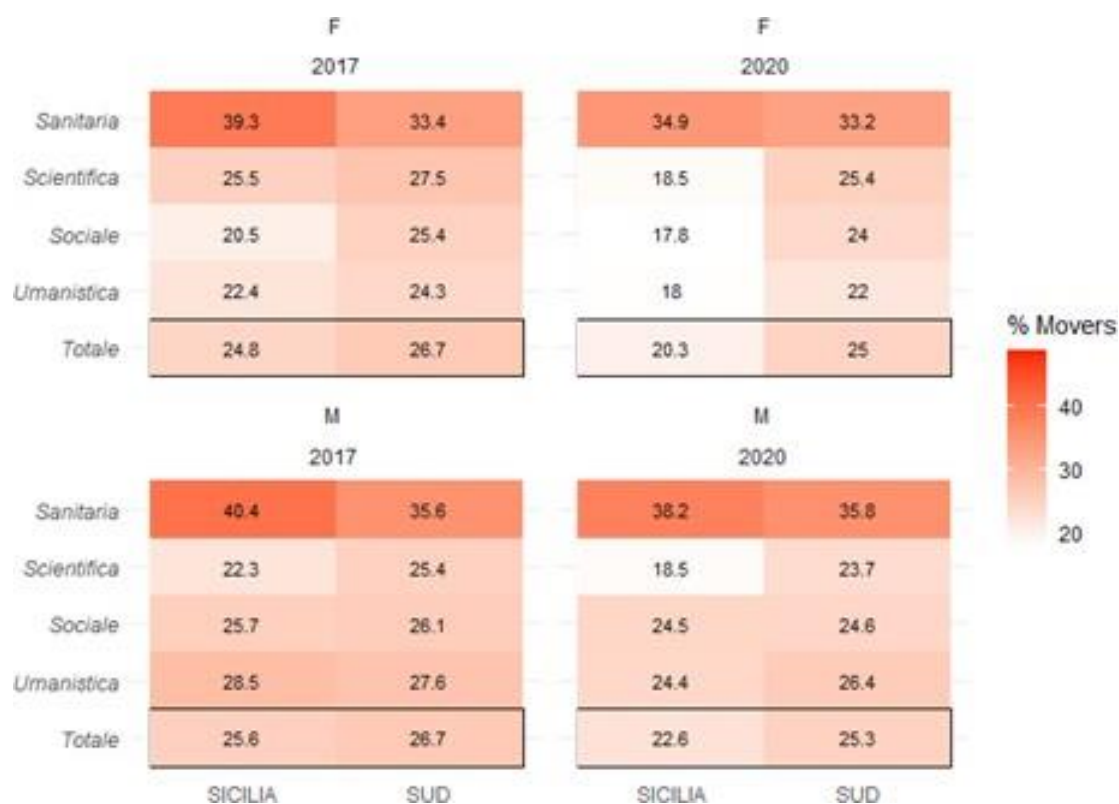 F F
2017 2020
Sanitaria 39.3 33.4 34.9 33.2
Scientifica 25.5 27.5 18.5 25.4
Sociale 20.5 25.4 17.8 24
Umanistica 22.4 24.3 18 22
Totale 24.8 26.7 20.3 25
% Movers
40
30
20
M M
2017 2020
Sanitaria 40.4 35.6 38.2 35.8
Scientifica 22.3 25.4 18.5 23.7
Sociale 25.7 26.1 24.5 24.6
Umanistica 28.5 27.6 24.4 26.4
Totale 25.6 26.7 22.6 25.3
SICILIA SUD SICILIA SUD